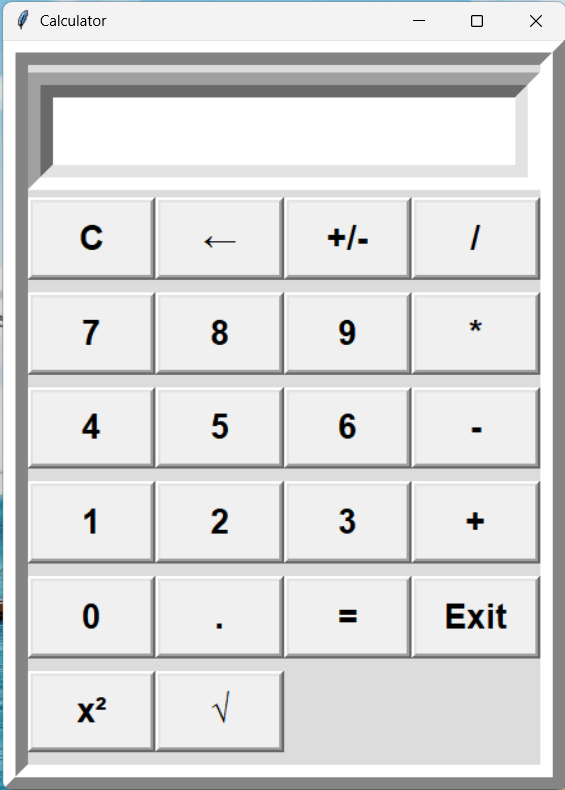 Calculator
C ← +/- /
7 8 9 *
4 5 6 -
1 2 3 +
0 . = Exit
x² √